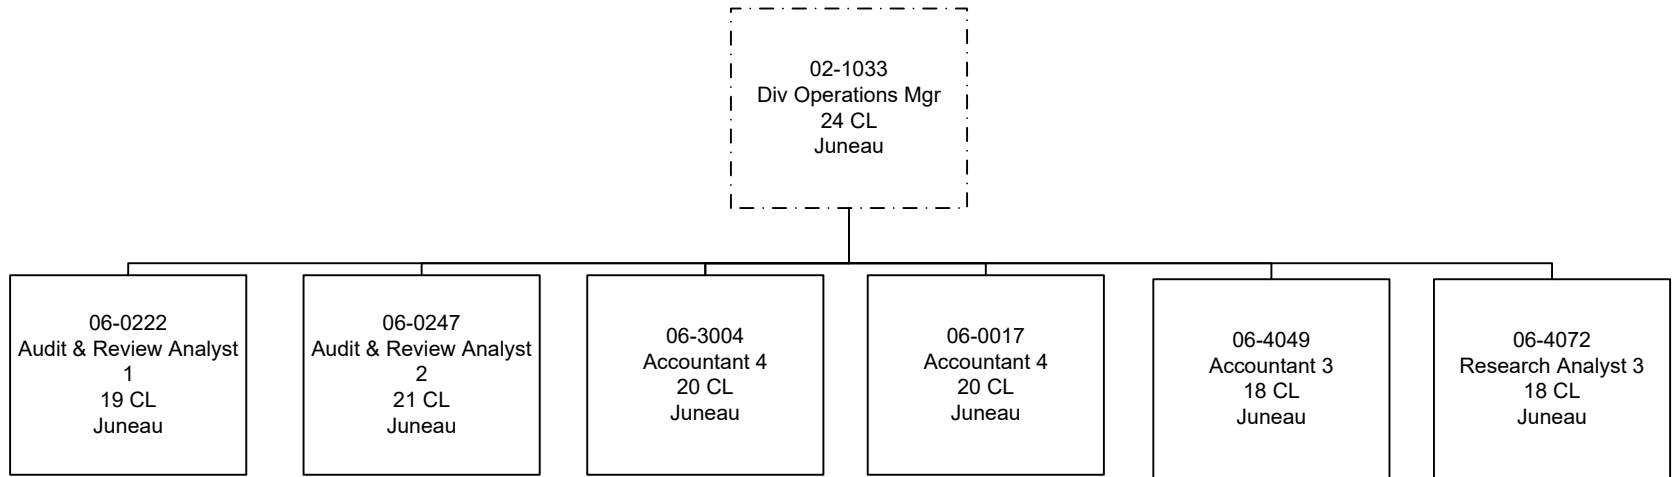 02-1033
Div Operations Mgr
24 CL
Juneau
06-0222
Audit & Review Analyst
1
19 CL
Juneau
06-0247
Audit & Review Analyst
2
21 CL
Juneau
06-3004
Accountant 4
20 CL
Juneau
06-0017
Accountant 4
20 CL
Juneau
06-4049
Accountant 3
18 CL
Juneau
06-4072
Research Analyst 3
18 CL
Juneau